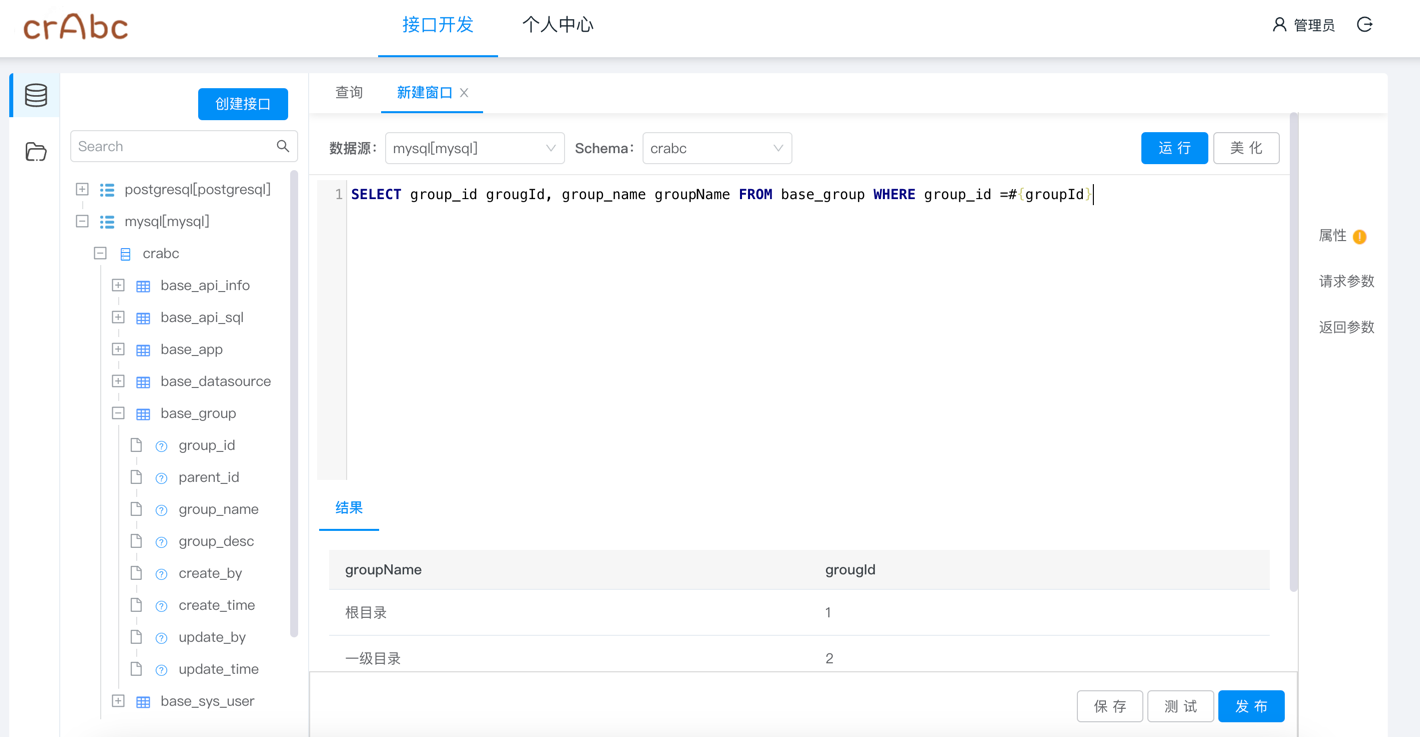 crAbc
接口开发 个人中心 管理员
创建接口
Search
postgresql[postgresql]
mysql[mysql]
crabc
base_api_info
base_api_sql
base_app
base_datasource
base_group
group_id
parent_id
group_name
group_desc
create_by
create_time
update_by
update_time
base_sys_user
查询 新建窗口
数据源: mysql[mysql] Schema: crabc 运 行 美 化
1 SELECT group_id grougId, group_name groupName FROM base_group WHERE group_id =#{groupId}
结果
groupName grougId
根目录 1
一级目录 2
保 存 测 试 发 布
属性
请求参数
返回参数